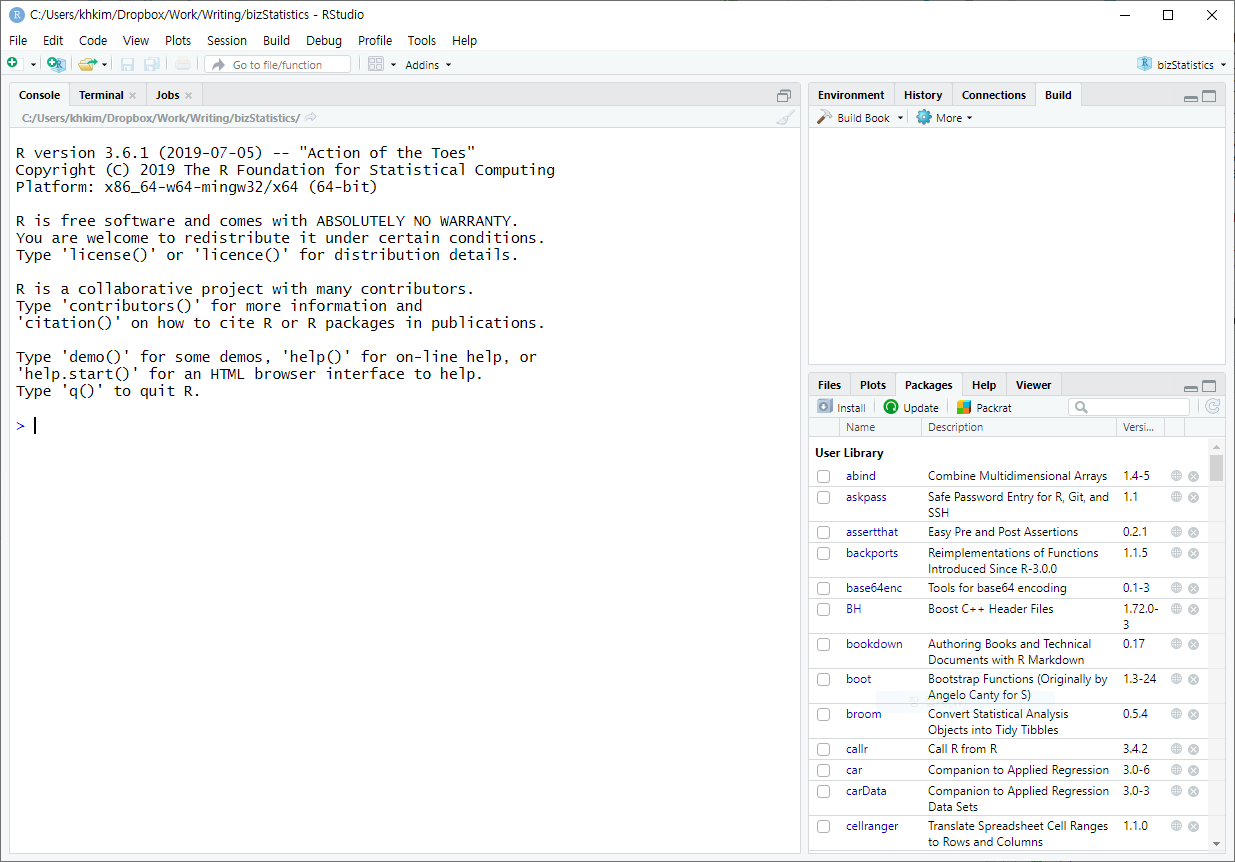 C:/Users/khkim/Dropbox/Work/Writing/bizStatistics - RStudio
File Edit Code View Plots Session Build Debug Profile Tools Help
Go to file/function Addins bizStatistics
Console Terminal Jobs
C:/Users/khkim/Dropbox/Work/Writing/bizStatistics/
R version 3.6.1 (2019-07-05) -- "Action of the Toes"
Copyright (C) 2019 The R Foundation for Statistical Computing
Platform: x86_64-w64-mingw32/x64 (64-bit)
R is free software and comes with ABSOLUTELY NO WARRANTY.
You are welcome to redistribute it under certain conditions.
Type 'license()' or 'licence()' for distribution details.
R is a collaborative project with many contributors.
Type 'contributors()' for more information and
'citation()' on how to cite R or R packages in publications.
Type 'demo()' for some demos, 'help()' for on-line help, or
'help.start()' for an HTML browser interface to help.
Type 'q()' to quit R.
>
Environment History Connections Build
Build Book More
Files Plots Packages Help Viewer
Install Update Packrat
Name Description Versi...
User Library
abind Combine Multidimensional Arrays 1.4-5
askpass Safe Password Entry for R, Git, and 1.1
SSH
assertthat Easy Pre and Post Assertions 0.2.1
backports Reimplementations of Functions 1.1.5
Introduced Since R-3.0.0
base64enc Tools for base64 encoding 0.1-3
BH Boost C++ Header Files 1.72.0-
3
bookdown Authoring Books and Technical 0.17
Documents with R Markdown
boot Bootstrap Functions (Originally by 1.3-24
Angelo Canty for S)
broom Convert Statistical Analysis 0.5.4
Objects into Tidy Tibbles
callr Call R from R 3.4.2
car Companion to Applied Regression 3.0-6
carData Companion to Applied Regression 3.0-3
Data Sets
cellranger Translate Spreadsheet Cell Ranges 1.1.0
to Rows and Columns